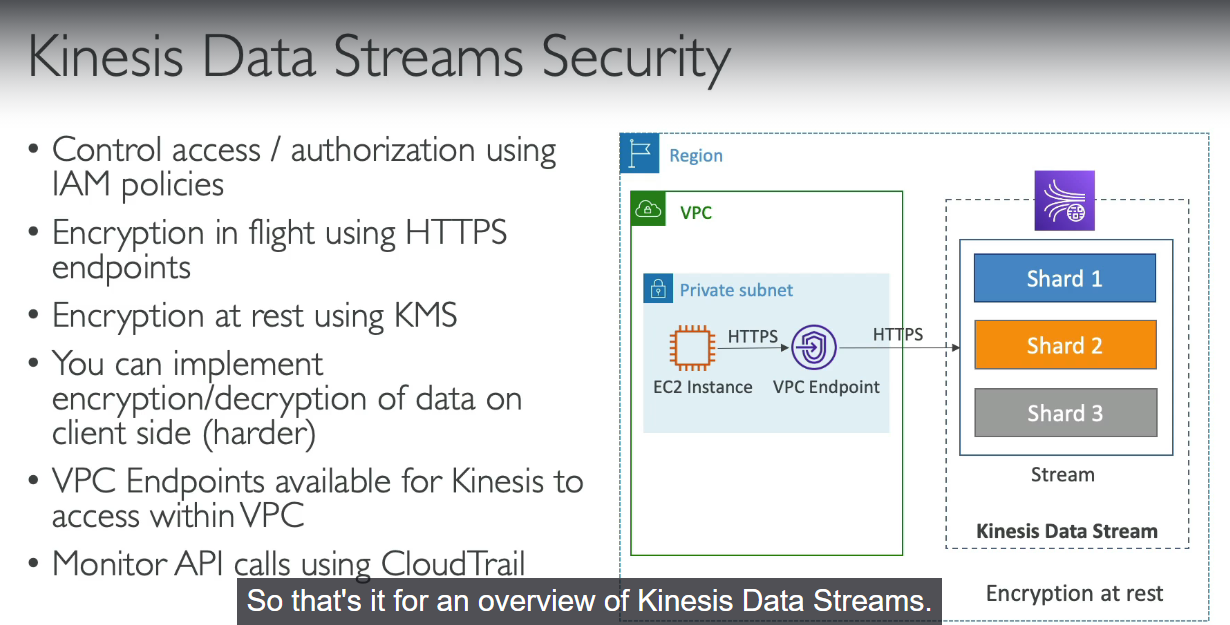 Kinesis Data Streams Security
• Control access / authorization using
IAM policies
• Encryption in flight using HTTPS
endpoints
• Encryption at rest using KMS
• You can implement
encryption/decryption of data on
client side (harder)
• VPC Endpoints available for Kinesis to
access within VPC
• Monitor API calls using CloudTrail
Region
VPC
Private subnet
HTTPS
HTTPS
EC2 Instance
VPC Endpoint
Shard 1
Shard 2
Shard 3
Stream
Kinesis Data Stream
Encryption at rest
So that's it for an overview of Kinesis Data Streams.